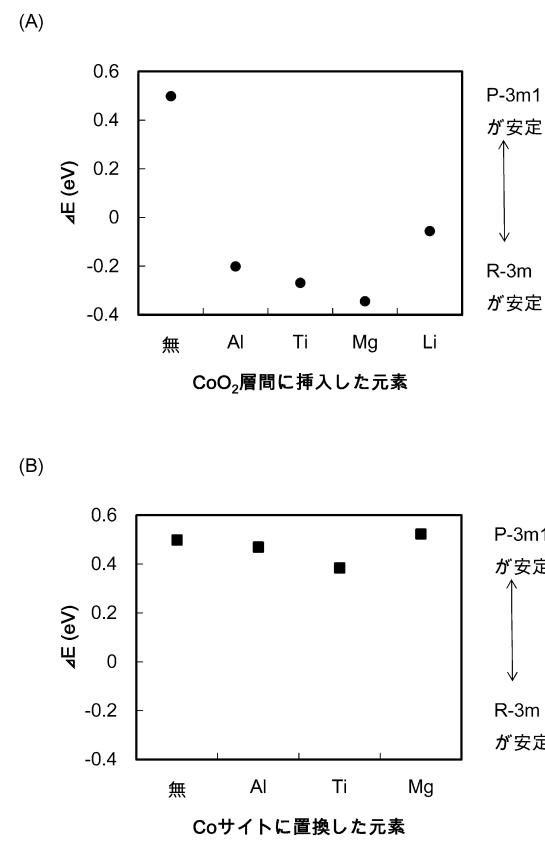 (A)
0.6
0.4
0.2
0
-0.2
-0.4
⊿E (eV)
無 Al Ti Mg Li
CoO₂層間に挿入した元素
P-3m1
が安定
R-3m
が安定
(B)
0.6
0.4
0.2
0
-0.2
-0.4
⊿E (eV)
無 Al Ti Mg
Coサイトに置換した元素
P-3m1
が安定
R-3m
が安定